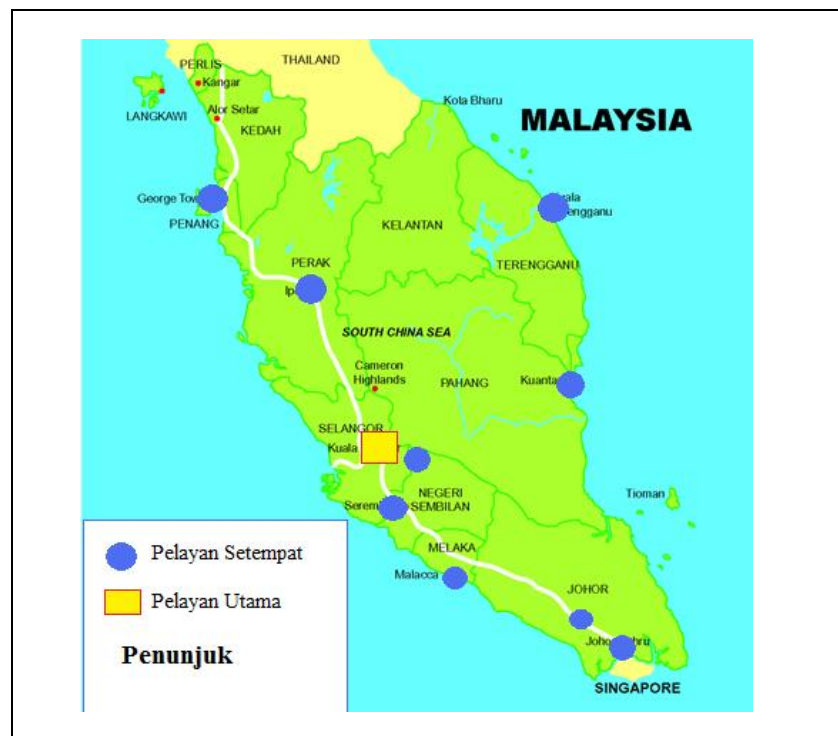 THAILAND
PERLIS
Kangar
LANGKAWI
Alor Setar
KEDAH
Kota Bharu
MALAYSIA
George
PENANG
KELANTAN
TERENGGANU
PERAK
SOUTH CHINA SEA
Cameron
Highlands
PAHANG
SELANGOR
Kuala
NEGERI
SEMBILAN
Tioman
MELAKA
Malacca
JOHOR
SINGAPORE
Pelayan Setempat
Pelayan Utama
Penunjuk